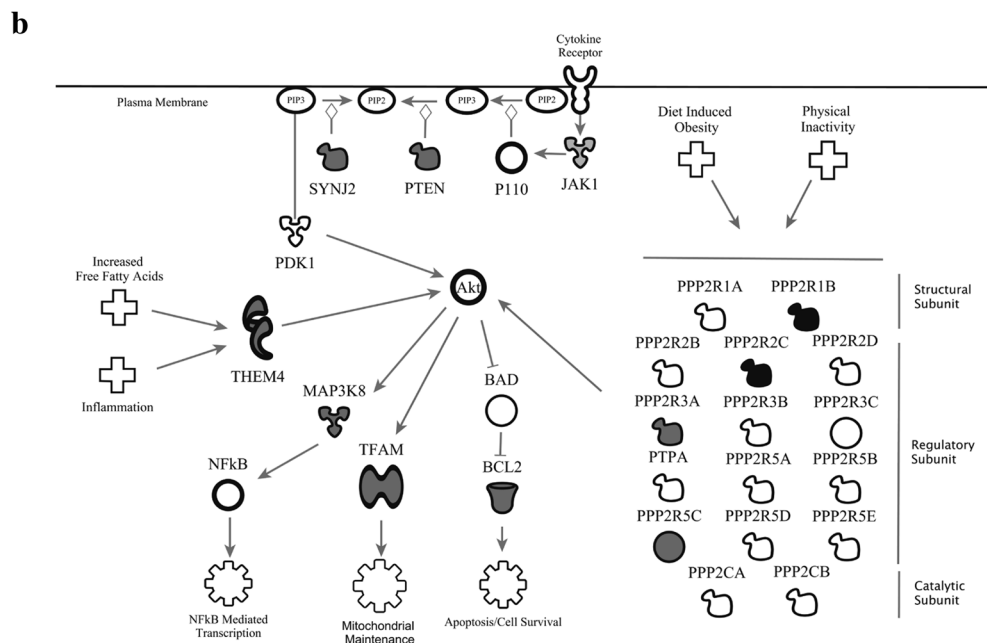 b
Cytokine
Receptor
Plasma Membrane
PIP3
PIP2
PIP3
PIP2
Diet Induced
Obesity
Physical
Inactivity
SYNJ2
PTEN
P110
JAK1
PDK1
Increased
Free Fatty Acids
Akt
THEM4
Inflammation
MAP3K8
BAD
NFkB
TFAM
BCL2
NFkB Mediated
Transcription
Mitochondrial
Maintenance
Apoptosis/Cell Survival
PPP2R1A
PPP2R1B
Structural
Subunit
PPP2R2B
PPP2R2C
PPP2R2D
PPP2R3A
PPP2R3B
PPP2R3C
PTPA
PPP2R5A
PPP2R5B
Regulatory
Subunit
PPP2R5C
PPP2R5D
PPP2R5E
PPP2CA
PPP2CB
Catalytic
Subunit